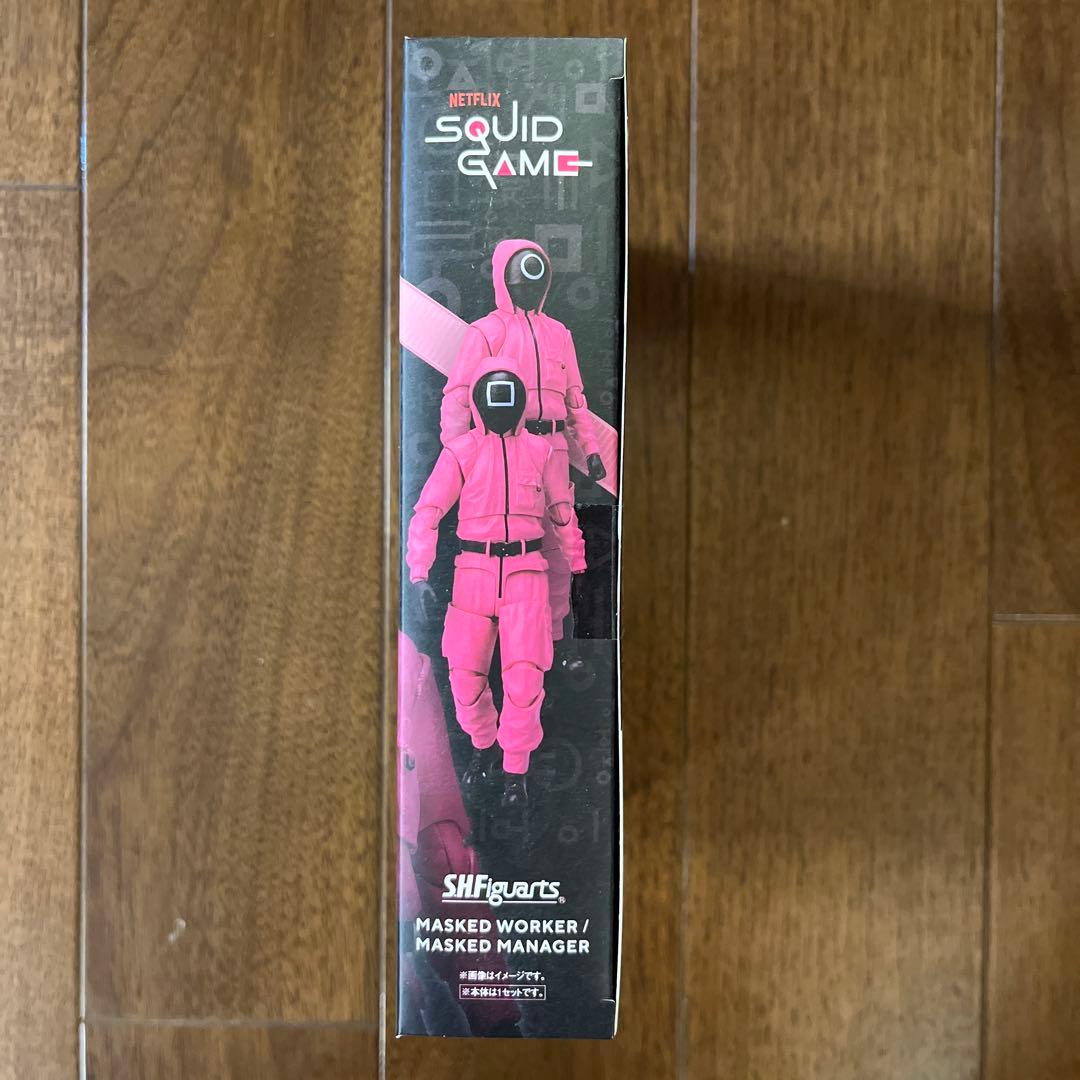 NETFLIX
SQUID
GAME
S.H.Figuarts®
MASKED WORKER /
MASKED MANAGER
※画像はイメージです。
※本体は1セットです。